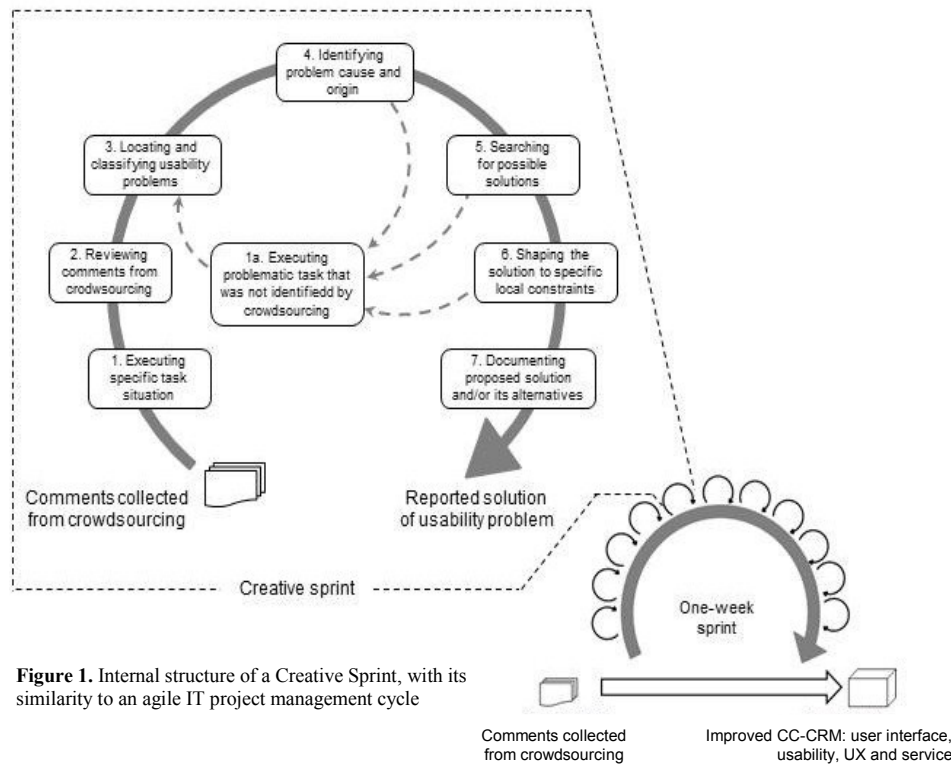 4. Identifying
problem cause and
origin
3. Locating and
classifying usability
problems
5. Searching
for possible
solutions
2. Reviewing
comments from
crodwsourcing
1a. Executing
problematic task that
was not identifiedd by
crowdsourcing
6. Shaping the
solution to specific
local constraints
1. Executing
specific task
situation
7. Documenting
proposed solution
and/or its alternatives
Comments collected
from crowdsourcing
Reported solution
of usability problem
Creative sprint
One-week
sprint
Figure 1. Internal structure of a Creative Sprint, with its
similarity to an agile IT project management cycle
Comments collected
from crowdsourcing
Improved CC-CRM: user interface,
usability, UX and service